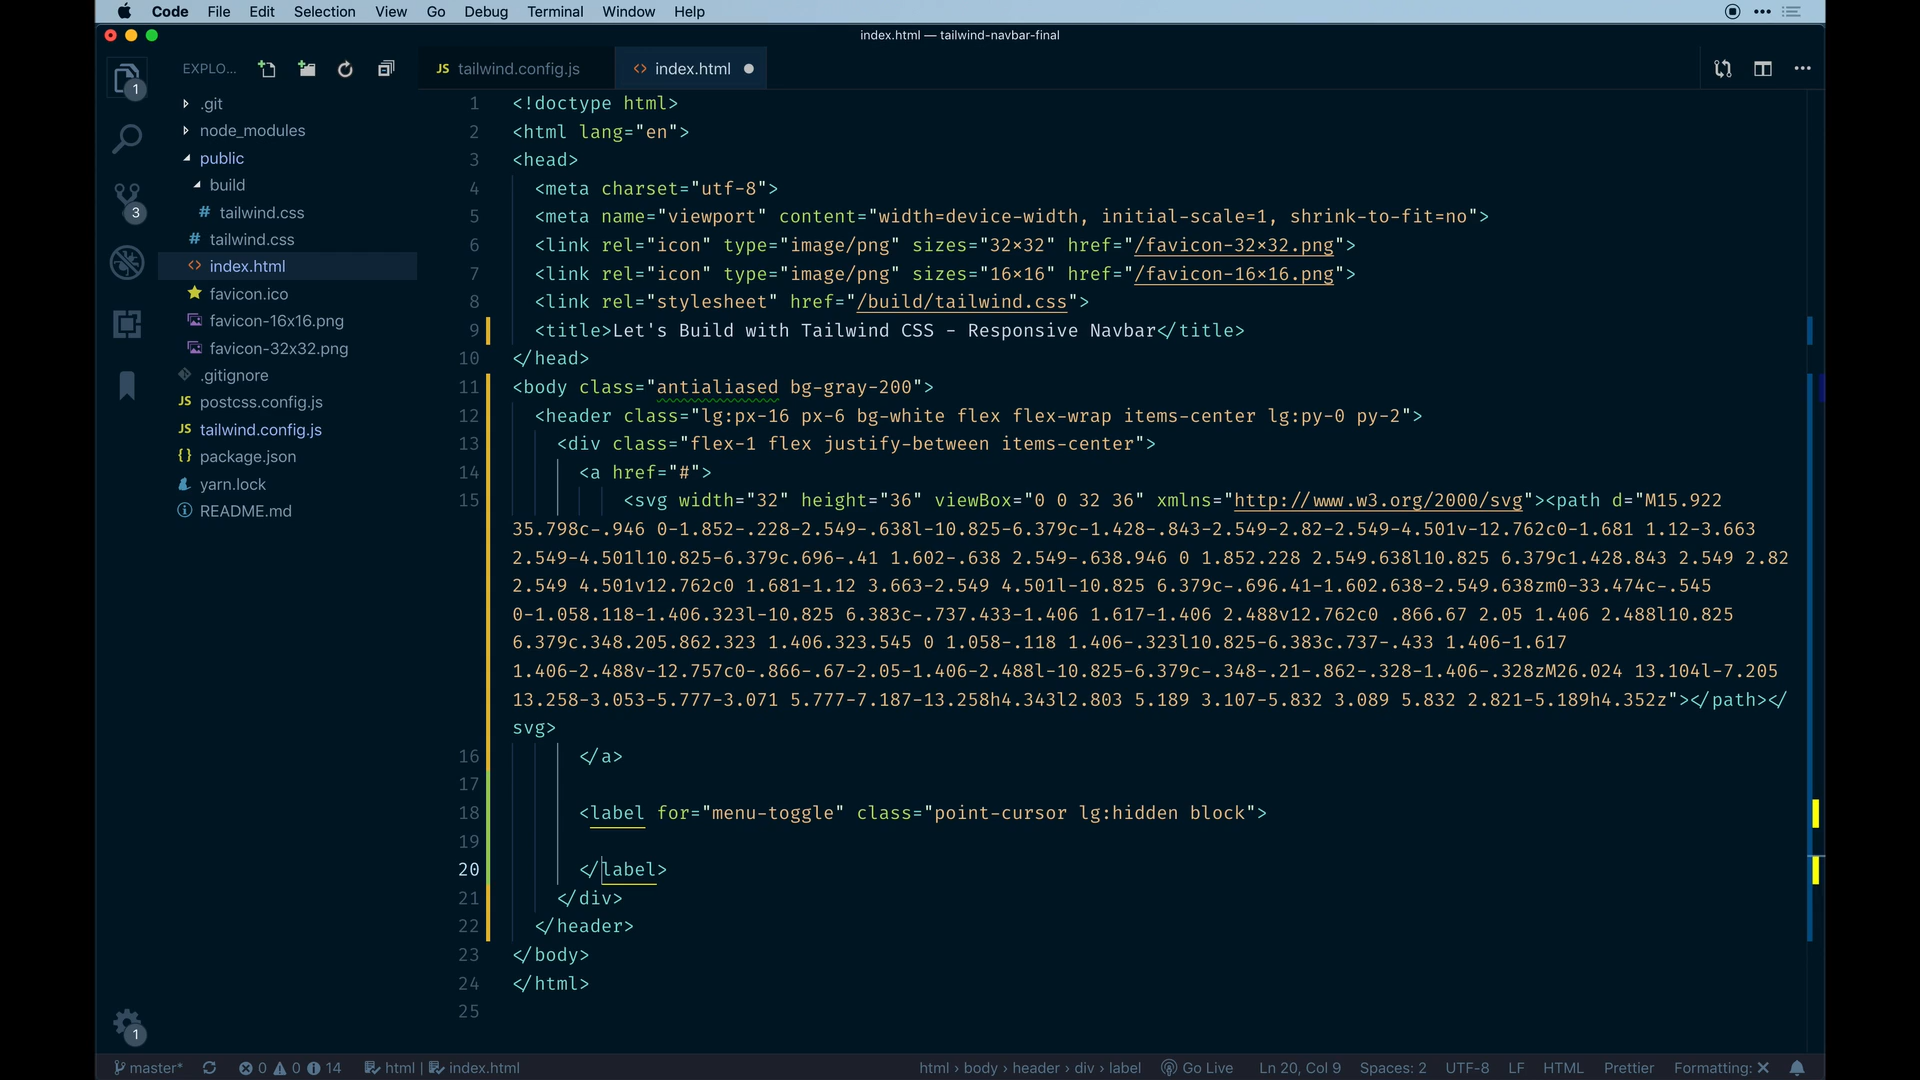 Code File Edit Selection View Go Debug Terminal Window Help
index.html — tailwind-navbar-final
EXPLO...
JS tailwind.config.js
<> index.html
1
3
.git
node_modules
public
build
# tailwind.css
# tailwind.css
<> index.html
favicon.ico
favicon-16x16.png
favicon-32x32.png
.gitignore
JS postcss.config.js
JS tailwind.config.js
{} package.json
yarn.lock
README.md
1
1 <!doctype html>
2 <html lang="en">
3 <head>
4 <meta charset="utf-8">
5 <meta name="viewport" content="width=device-width, initial-scale=1, shrink-to-fit=no">
6 <link rel="icon" type="image/png" sizes="32×32" href="/favicon-32×32.png">
7 <link rel="icon" type="image/png" sizes="16×16" href="/favicon-16×16.png">
8 <link rel="stylesheet" href="/build/tailwind.css">
9 <title>Let's Build with Tailwind CSS - Responsive Navbar</title>
10 </head>
11 <body class="antialiased bg-gray-200">
12 <header class="lg:px-16 px-6 bg-white flex flex-wrap items-center lg:py-0 py-2">
13 <div class="flex-1 flex justify-between items-center">
14 <a href="#">
15 <svg width="32" height="36" viewBox="0 0 32 36" xmlns="http://www.w3.org/2000/svg"><path d="M15.922
35.798c-.946 0-1.852-.228-2.549-.638l-10.825-6.379c-1.428-.843-2.549-2.82-2.549-4.501v-12.762c0-1.681 1.12-3.663
2.549-4.501l10.825-6.379c.696-.41 1.602-.638 2.549-.638.946 0 1.852.228 2.549.638l10.825 6.379c1.428.843 2.549 2.82
2.549 4.501v12.762c0 1.681-1.12 3.663-2.549 4.501l-10.825 6.379c-.696.41-1.602.638-2.549.638zm0-33.474c-.545
0-1.058.118-1.406.323l-10.825 6.383c-.737.433-1.406 1.617-1.406 2.488v12.762c0 .866.67 2.05 1.406 2.488l10.825
6.379c.348.205.862.323 1.406.323.545 0 1.058-.118 1.406-.323l10.825-6.383c.737-.433 1.406-1.617
1.406-2.488v-12.757c0-.866-.67-2.05-1.406-2.488l-10.825-6.379c-.348-.21-.862-.328-1.406-.328zM26.024 13.104l-7.205
13.258-3.053-5.777-3.071 5.777-7.187-13.258h4.343l2.803 5.189 3.107-5.832 3.089 5.832 2.821-5.189h4.352z"></path></
svg>
16 </a>
17
18 <label for="menu-toggle" class="point-cursor lg:hidden block">
19
20 </label>
21 </div>
22 </header>
23 </body>
24 </html>
25
master* 0 0 14 html | index.html
html › body › header › div › label Go Live Ln 20, Col 9 Spaces: 2 UTF-8 LF HTML Prettier Formatting: ✕